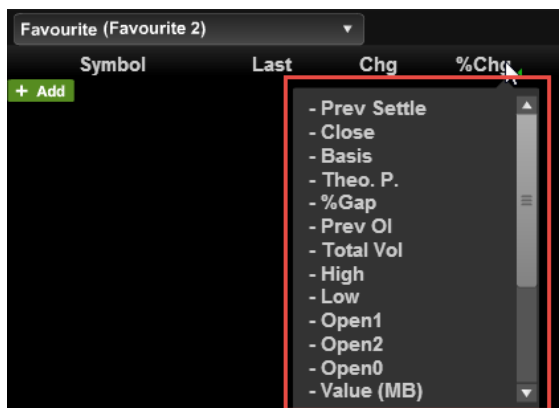 Favourite (Favourite 2)
Symbol Last Chg %Chg
+ Add
- Prev Settle
- Close
- Basis
- Theo. P.
- %Gap
- Prev OI
- Total Vol
- High
- Low
- Open1
- Open2
- Open0
- Value (MB)